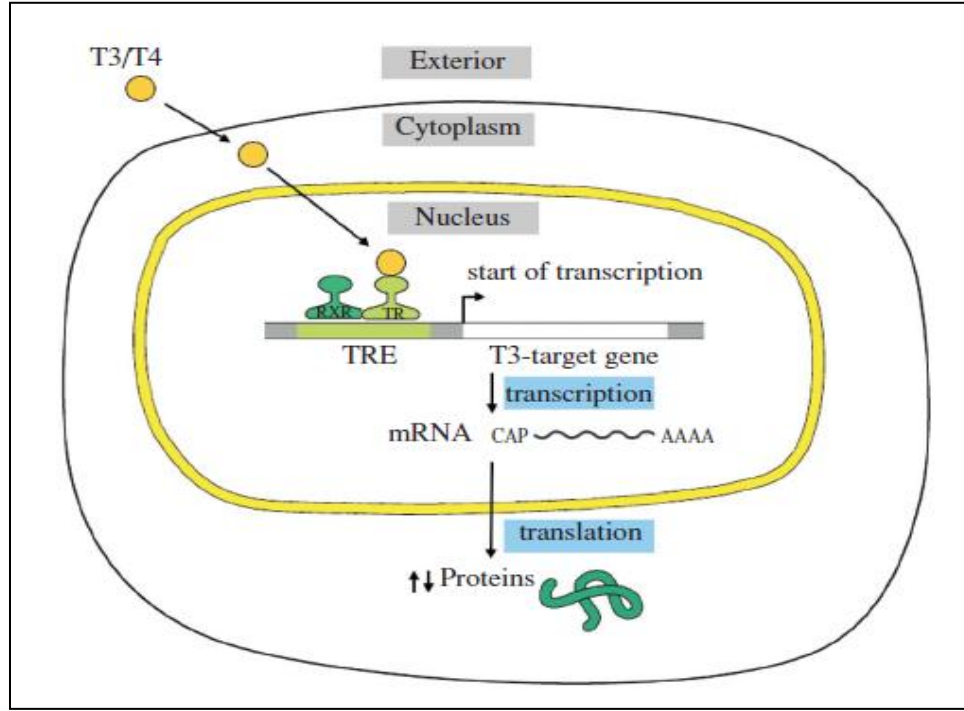 T3/T4
Exterior
Cytoplasm
Nucleus
start of transcription
RXR TR
TRE T3-target gene
transcription
mRNA CAP AAAA
translation
↑↓ Proteins